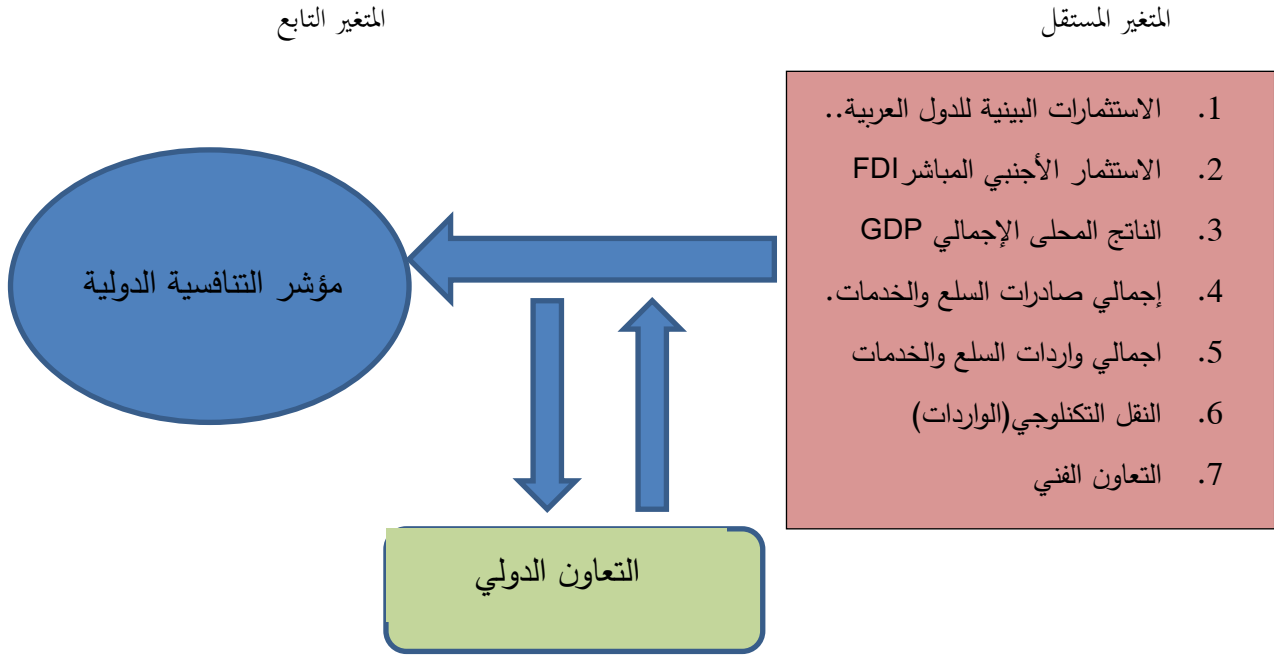 المتغير المستقل
المتغير التابع
1. الاستثمارات البينية للدول العربية..
2. الاستثمار الأجنبي المباشر FDI
3. الناتج المحلى الإجمالي GDP
4. إجمالي صادرات السلع والخدمات.
5. اجمالي واردات السلع والخدمات
6. النقل التكنلوجي(الواردات)
7. التعاون الفني
مؤشر التنافسية الدولية
التعاون الدولي